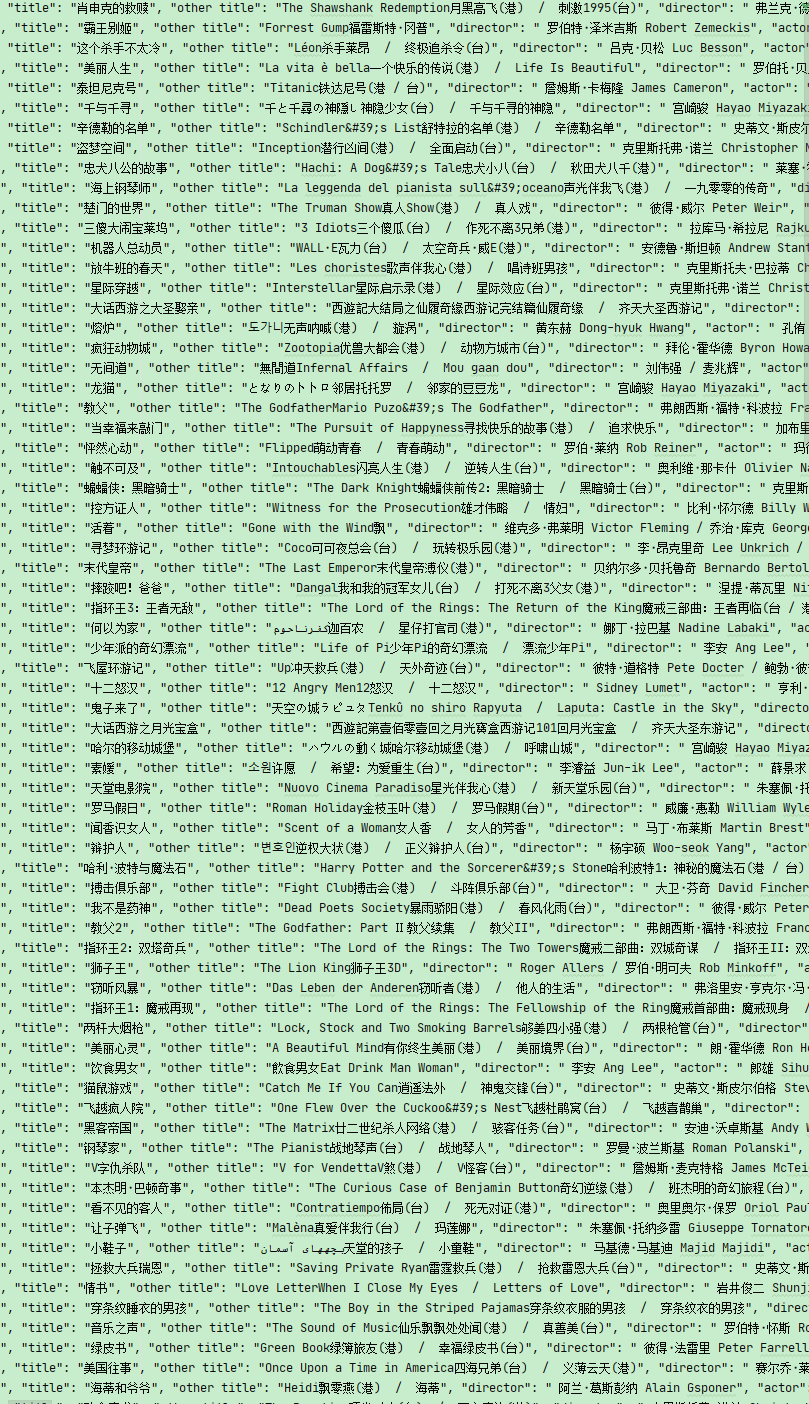 "title": "肖申克的救赎", "other title": "The Shawshank Redemption月黑高飞(港)  /  刺激1995(台)", "director": " 弗兰克·德
, "title": "霸王别姬", "other title": "Forrest Gump福雷斯特·冈普", "director": " 罗伯特·泽米吉斯 Robert Zemeckis", "actor
"title": "这个杀手不太冷", "other title": "Léon杀手莱昂  /  终极追杀令(台)", "director": " 吕克·贝松 Luc Besson", "act
, "title": "美丽人生", "other title": "La vita è bella一个快乐的传说(港)  /  Life Is Beautiful", "director": " 罗伯托·贝
, "title": "泰坦尼克号", "other title": "Titanic铁达尼号(港 / 台)", "director": " 詹姆斯·卡梅隆 James Cameron", "act
, "title": "千与千寻", "other title": "千と千尋の神隠し神隐少女(台)  /  千与千寻的神隐", "director": " 宫崎骏 Hayao Miyazaki
"title": "辛德勒的名单", "other title": "Schindler&#39;s List舒特拉的名单(港)  /  辛德勒名单", "director": " 史蒂文·斯皮尔
, "title": "盗梦空间", "other title": "Inception潜行凶间(港)  /  全面启动(台)", "director": " 克里斯托弗·诺兰 Christopher N
, "title": "忠犬八公的故事", "other title": "Hachi: A Dog&#39;s Tale忠犬小八(台)  /  秋田犬八千(港)", "director": " 莱塞·
", "title": "海上钢琴师", "other title": "La leggenda del pianista sull&#39;oceano声光伴我飞(港)  /  一九零零的传奇", "di
", "title": "楚门的世界", "other title": "The Truman Show真人Show(港)  /  真人戏", "director": " 彼得·威尔 Peter Weir", "
", "title": "三傻大闹宝莱坞", "other title": "3 Idiots三个傻瓜(台)  /  作死不离3兄弟(港)", "director": " 拉库马·希拉尼 Rajku
", "title": "机器人总动员", "other title": "WALL·E瓦力(台)  /  太空奇兵·威E(港)", "director": " 安德鲁·斯坦顿 Andrew Stant
", "title": "放牛班的春天", "other title": "Les choristes歌声伴我心(港)  /  唱诗班男孩", "director": " 克里斯托夫·巴拉蒂 Ch
", "title": "星际穿越", "other title": "Interstellar星际启示录(港)  /  星际效应(台)", "director": " 克里斯托弗·诺兰 Christ
", "title": "大话西游之大圣娶亲", "other title": "西遊記大結局之仙履奇緣西游记完结篇仙履奇缘  /  齐天大圣西游记", "director":
", "title": "熔炉", "other title": "도가니无声呐喊(港)  /  漩涡", "director": " 黄东赫 Dong-hyuk Hwang", "actor": " 孔侑
", "title": "疯狂动物城", "other title": "Zootopia优兽大都会(港)  /  动物方城市(台)", "director": " 拜伦·霍华德 Byron Howa
", "title": "无间道", "other title": "無間道Infernal Affairs  /  Mou gaan dou", "director": " 刘伟强 / 麦兆辉", "actor"
", "title": "龙猫", "other title": "となりのトトロ邻居托托罗  /  邻家的豆豆龙", "director": " 宫崎骏 Hayao Miyazaki", "act
", "title": "教父", "other title": "The GodfatherMario Puzo&#39;s The Godfather", "director": " 弗朗西斯·福特·科波拉 Fra
", "title": "当幸福来敲门", "other title": "The Pursuit of Happyness寻找快乐的故事(港)  /  追求快乐", "director": " 加布里
", "title": "怦然心动", "other title": "Flipped萌动青春  /  青春萌动", "director": " 罗伯·莱纳 Rob Reiner", "actor": " 玛
", "title": "触不可及", "other title": "Intouchables闪亮人生(港)  /  逆转人生(台)", "director": " 奥利维·那卡什 Olivier Na
", "title": "蝙蝠侠：黑暗骑士", "other title": "The Dark Knight蝙蝠侠前传2：黑暗骑士  /  黑暗骑士(台)", "director": " 克里斯
", "title": "控方证人", "other title": "Witness for the Prosecution雄才伟略  /  情妇", "director": " 比利·怀尔德 Billy W
", "title": "活着", "other title": "Gone with the Wind飘", "director": " 维克多·弗莱明 Victor Fleming / 乔治·库克 Georg
", "title": "寻梦环游记", "other title": "Coco可可夜总会(台)  /  玩转极乐园(港)", "director": " 李·昂克里奇 Lee Unkrich /
", "title": "末代皇帝", "other title": "The Last Emperor末代皇帝溥仪(港)", "director": " 贝纳尔多·贝托鲁奇 Bernardo Bertol
", "title": "摔跤吧！爸爸", "other title": "Dangal我和我的冠军女儿(台)  /  打死不离3父女(港)", "director": " 涅提·蒂瓦里 Nit
", "title": "指环王3：王者无敌", "other title": "The Lord of the Rings: The Return of the King魔戒三部曲：王者再临(台 / 港
", "title": "何以为家", "other title": "كفرناحوم迦百农  /  星仔打官司(港)", "director": " 娜丁·拉巴基 Nadine Labaki", "ac
", "title": "少年派的奇幻漂流", "other title": "Life of Pi少年Pi的奇幻漂流  /  漂流少年Pi", "director": " 李安 Ang Lee", "
", "title": "飞屋环游记", "other title": "Up冲天救兵(港)  /  天外奇迹(台)", "director": " 彼特·道格特 Pete Docter / 鲍勃·彼
", "title": "十二怒汉", "other title": "12 Angry Men12怒汉  /  十二怒汉", "director": " Sidney Lumet", "actor": " 亨利·
", "title": "鬼子来了", "other title": "天空の城ラピュタTenkû no shiro Rapyuta  /  Laputa: Castle in the Sky", "directo
", "title": "大话西游之月光宝盒", "other title": "西遊記第壹佰零壹回之月光寶盒西游记101回月光宝盒  /  齐天大圣东游记", "director
", "title": "哈尔的移动城堡", "other title": "ハウルの動く城哈尔移动城堡(港)  /  呼啸山城", "director": " 宫崎骏 Hayao Miyaz
", "title": "素媛", "other title": "소원许愿  /  希望：为爱重生(台)", "director": " 李濬益 Jun-ik Lee", "actor": " 薛景求
", "title": "天堂电影院", "other title": "Nuovo Cinema Paradiso星光伴我心(港)  /  新天堂乐园(台)", "director": " 朱塞佩·托
", "title": "罗马假日", "other title": "Roman Holiday金枝玉叶(港)  /  罗马假期(台)", "director": " 威廉·惠勒 William Wyle
", "title": "闻香识女人", "other title": "Scent of a Woman女人香  /  女人的芳香", "director": " 马丁·布莱斯 Martin Brest"
", "title": "辩护人", "other title": "변호인逆权大状(港)  /  正义辩护人(台)", "director": " 杨宇硕 Woo-seok Yang", "actor"
, "title": "哈利·波特与魔法石", "other title": "Harry Potter and the Sorcerer&#39;s Stone哈利波特1：神秘的魔法石(港 / 台)
", "title": "搏击俱乐部", "other title": "Fight Club搏击会(港)  /  斗阵俱乐部(台)", "director": " 大卫·芬奇 David Fincher
", "title": "我不是药神", "other title": "Dead Poets Society暴雨骄阳(港)  /  春风化雨(台)", "director": " 彼得·威尔 Peter
", "title": "教父2", "other title": "The Godfather: Part Ⅱ教父续集  /  教父II", "director": " 弗朗西斯·福特·科波拉 Franc
", "title": "指环王2：双塔奇兵", "other title": "The Lord of the Rings: The Two Towers魔戒二部曲：双城奇谋  /  指环王II：双
", "title": "狮子王", "other title": "The Lion King狮子王3D", "director": " Roger Allers / 罗伯·明可夫 Rob Minkoff", "a
", "title": "窃听风暴", "other title": "Das Leben der Anderen窃听者(港)  /  他人的生活", "director": " 弗洛里安·亨克尔·冯·
", "title": "指环王1：魔戒再现", "other title": "The Lord of the Rings: The Fellowship of the Ring魔戒首部曲：魔戒现身  /
", "title": "两杆大烟枪", "other title": "Lock, Stock and Two Smoking Barrels够姜四小强(港)  /  两根枪管(台)", "director"
", "title": "美丽心灵", "other title": "A Beautiful Mind有你终生美丽(港)  /  美丽境界(台)", "director": " 朗·霍华德 Ron H
", "title": "饮食男女", "other title": "飲食男女Eat Drink Man Woman", "director": " 李安 Ang Lee", "actor": " 郎雄 Sihu
", "title": "猫鼠游戏", "other title": "Catch Me If You Can逍遥法外  /  神鬼交锋(台)", "director": " 史蒂文·斯皮尔伯格 Stev
, "title": "飞越疯人院", "other title": "One Flew Over the Cuckoo&#39;s Nest飞越杜鹃窝(台)  /  飞越喜鹊巢", "director":
", "title": "黑客帝国", "other title": "The Matrix廿二世纪杀人网络(港)  /  骇客任务(台)", "director": " 安迪·沃卓斯基 Andy W
", "title": "钢琴家", "other title": "The Pianist战地琴声(台)  /  战地琴人", "director": " 罗曼·波兰斯基 Roman Polanski",
", "title": "V字仇杀队", "other title": "V for VendettaV煞(港)  /  V怪客(台)", "director": " 詹姆斯·麦克特格 James McTei
", "title": "本杰明·巴顿奇事", "other title": "The Curious Case of Benjamin Button奇幻逆缘(港)  /  班杰明的奇幻旅程(台)",
", "title": "看不见的客人", "other title": "Contratiempo佈局(台)  /  死无对证(港)", "director": " 奥里奥尔·保罗 Oriol Pau
", "title": "让子弹飞", "other title": "Malèna真爱伴我行(台)  /  玛莲娜", "director": " 朱塞佩·托纳多雷 Giuseppe Tornator
", "title": "小鞋子", "other title": "بچههای آسمان天堂的孩子  /  小童鞋", "director": " 马基德·马基迪 Majid Majidi", "act
", "title": "拯救大兵瑞恩", "other title": "Saving Private Ryan雷霆救兵(港)  /  抢救雷恩大兵(台)", "director": " 史蒂文·斯
", "title": "情书", "other title": "Love LetterWhen I Close My Eyes  /  Letters of Love", "director": " 岩井俊二 Shunji
", "title": "穿条纹睡衣的男孩", "other title": "The Boy in the Striped Pajamas穿条纹衣服的男孩  /  穿条纹衣的男孩", "direc
", "title": "音乐之声", "other title": "The Sound of Music仙乐飘飘处处闻(港)  /  真善美(台)", "director": " 罗伯特·怀斯 Ro
", "title": "绿皮书", "other title": "Green Book绿簿旅友(港)  /  幸福绿皮书(台)", "director": " 彼得·法雷里 Peter Farrell
", "title": "美国往事", "other title": "Once Upon a Time in America四海兄弟(台)  /  义薄云天(港)", "director": " 赛尔乔·莱
", "title": "海蒂和爷爷", "other title": "Heidi飘零燕(港)  /  海蒂", "director": " 阿兰·葛斯彭纳 Alain Gsponer", "actor"